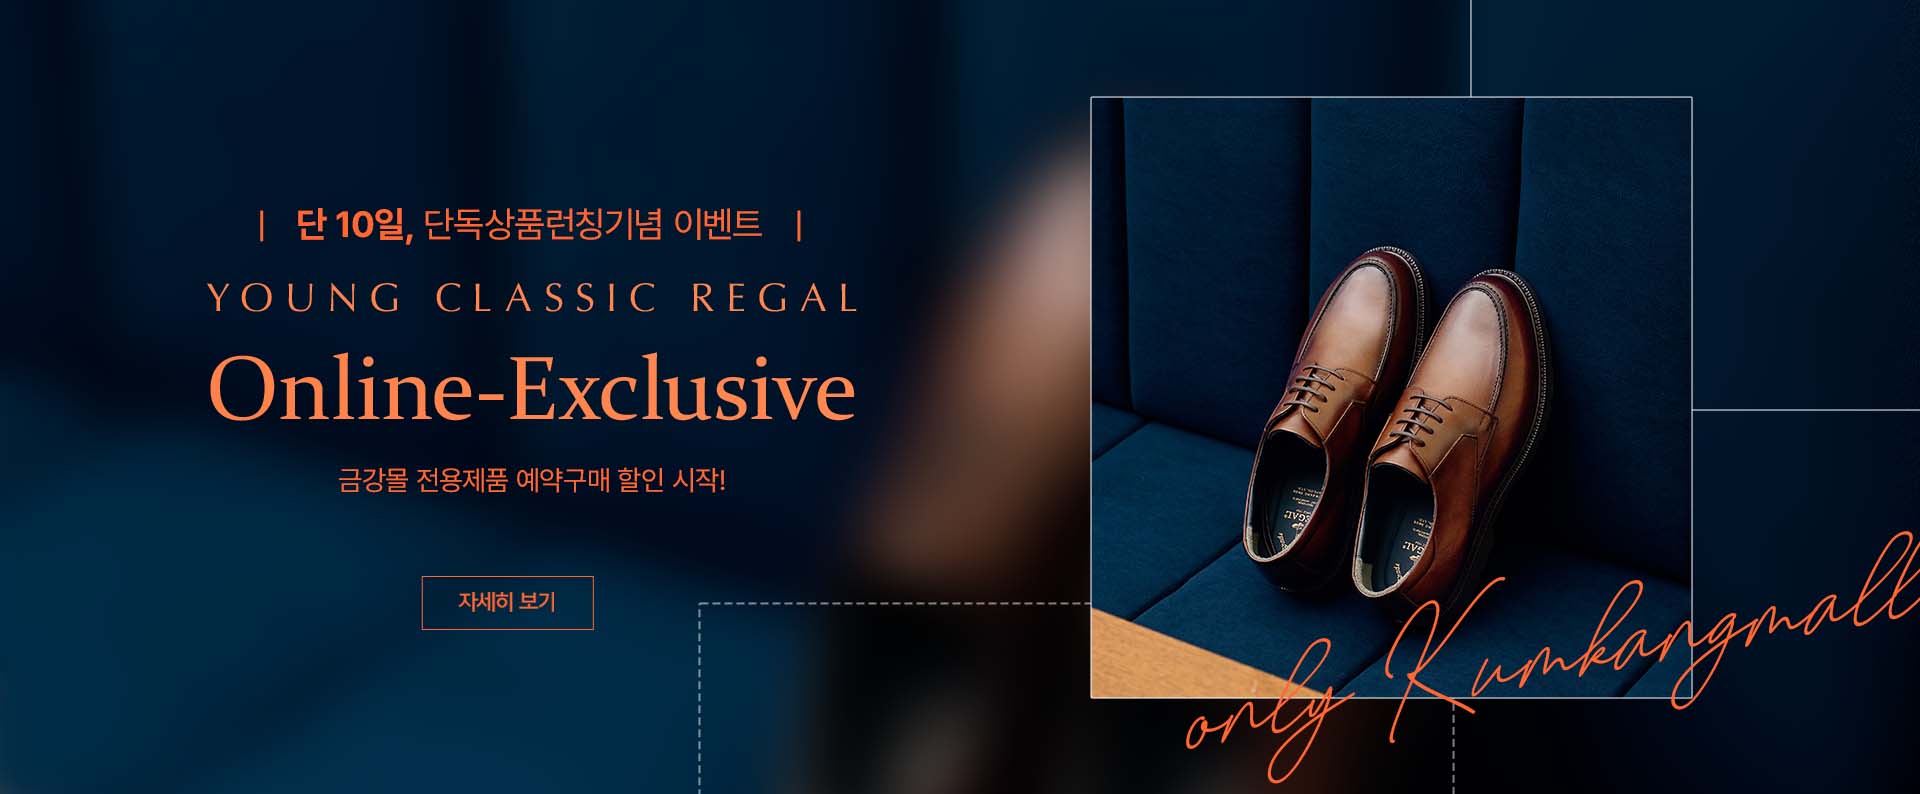 | 단 10일, 단독상품런칭기념 이벤트 |
YOUNG CLASSIC REGAL
Online-Exclusive
금강몰 전용제품 예약구매 할인 시작!
자세히 보기
only Kumkangmall